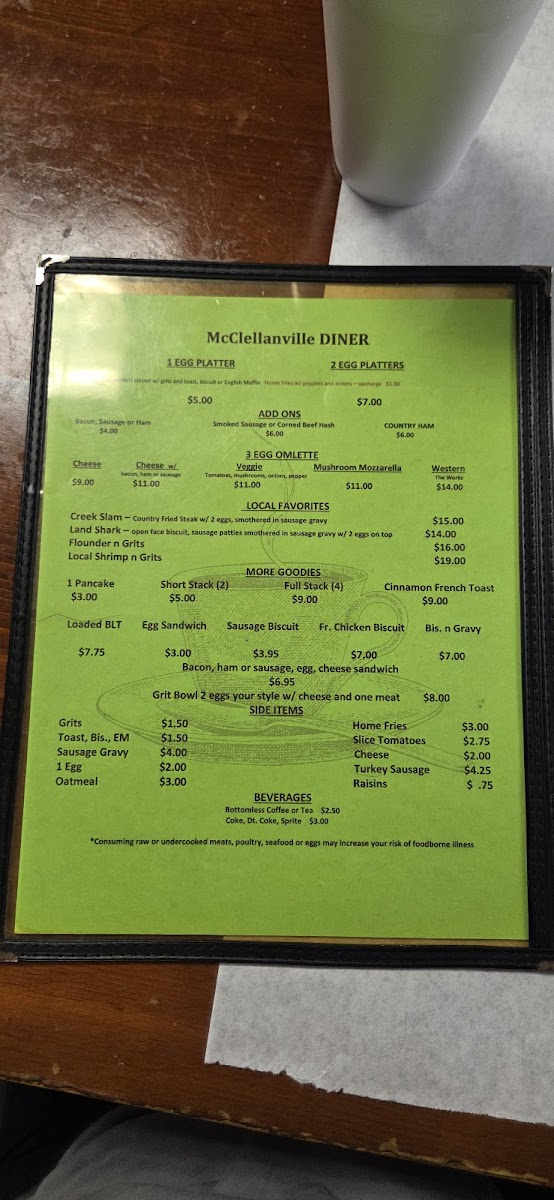 McClellanville DINER
1 EGG PLATTER 2 EGG PLATTERS
served w/ grits and toast, biscuit or English Muffin Home Fries w/ peppers and onions – upcharge $1.00
$5.00 $7.00
ADD ONS
Bacon, Sausage or Ham Smoked Sausage or Corned Beef Hash COUNTRY HAM
$4.00 $6.00 $6.00
3 EGG OMLETTE
Cheese Cheese w/ Veggie Mushroom Mozzarella Western
bacon, ham or sausage Tomatoes, mushrooms, onions, pepper The Works
$9.00 $11.00 $11.00 $11.00 $14.00
LOCAL FAVORITES
Creek Slam – Country Fried Steak w/ 2 eggs, smothered in sausage gravy $15.00
Land Shark – open face biscuit, sausage patties smothered in sausage gravy w/ 2 eggs on top $14.00
Flounder n Grits $16.00
Local Shrimp n Grits $19.00
MORE GOODIES
1 Pancake Short Stack (2) Full Stack (4) Cinnamon French Toast
$3.00 $5.00 $9.00 $9.00
Loaded BLT Egg Sandwich Sausage Biscuit Fr. Chicken Biscuit Bis. n Gravy
$7.75 $3.00 $3.95 $7.00 $7.00
Bacon, ham or sausage, egg, cheese sandwich
$6.95
Grit Bowl 2 eggs your style w/ cheese and one meat $8.00
SIDE ITEMS
Grits $1.50 Home Fries $3.00
Toast, Bis., EM $1.50 Slice Tomatoes $2.75
Sausage Gravy $4.00 Cheese $2.00
1 Egg $2.00 Turkey Sausage $4.25
Oatmeal $3.00 Raisins $ .75
BEVERAGES
Bottomless Coffee or Tea $2.50
Coke, Dt. Coke, Sprite $3.00
*Consuming raw or undercooked meats, poultry, seafood or eggs may increase your risk of foodborne illness